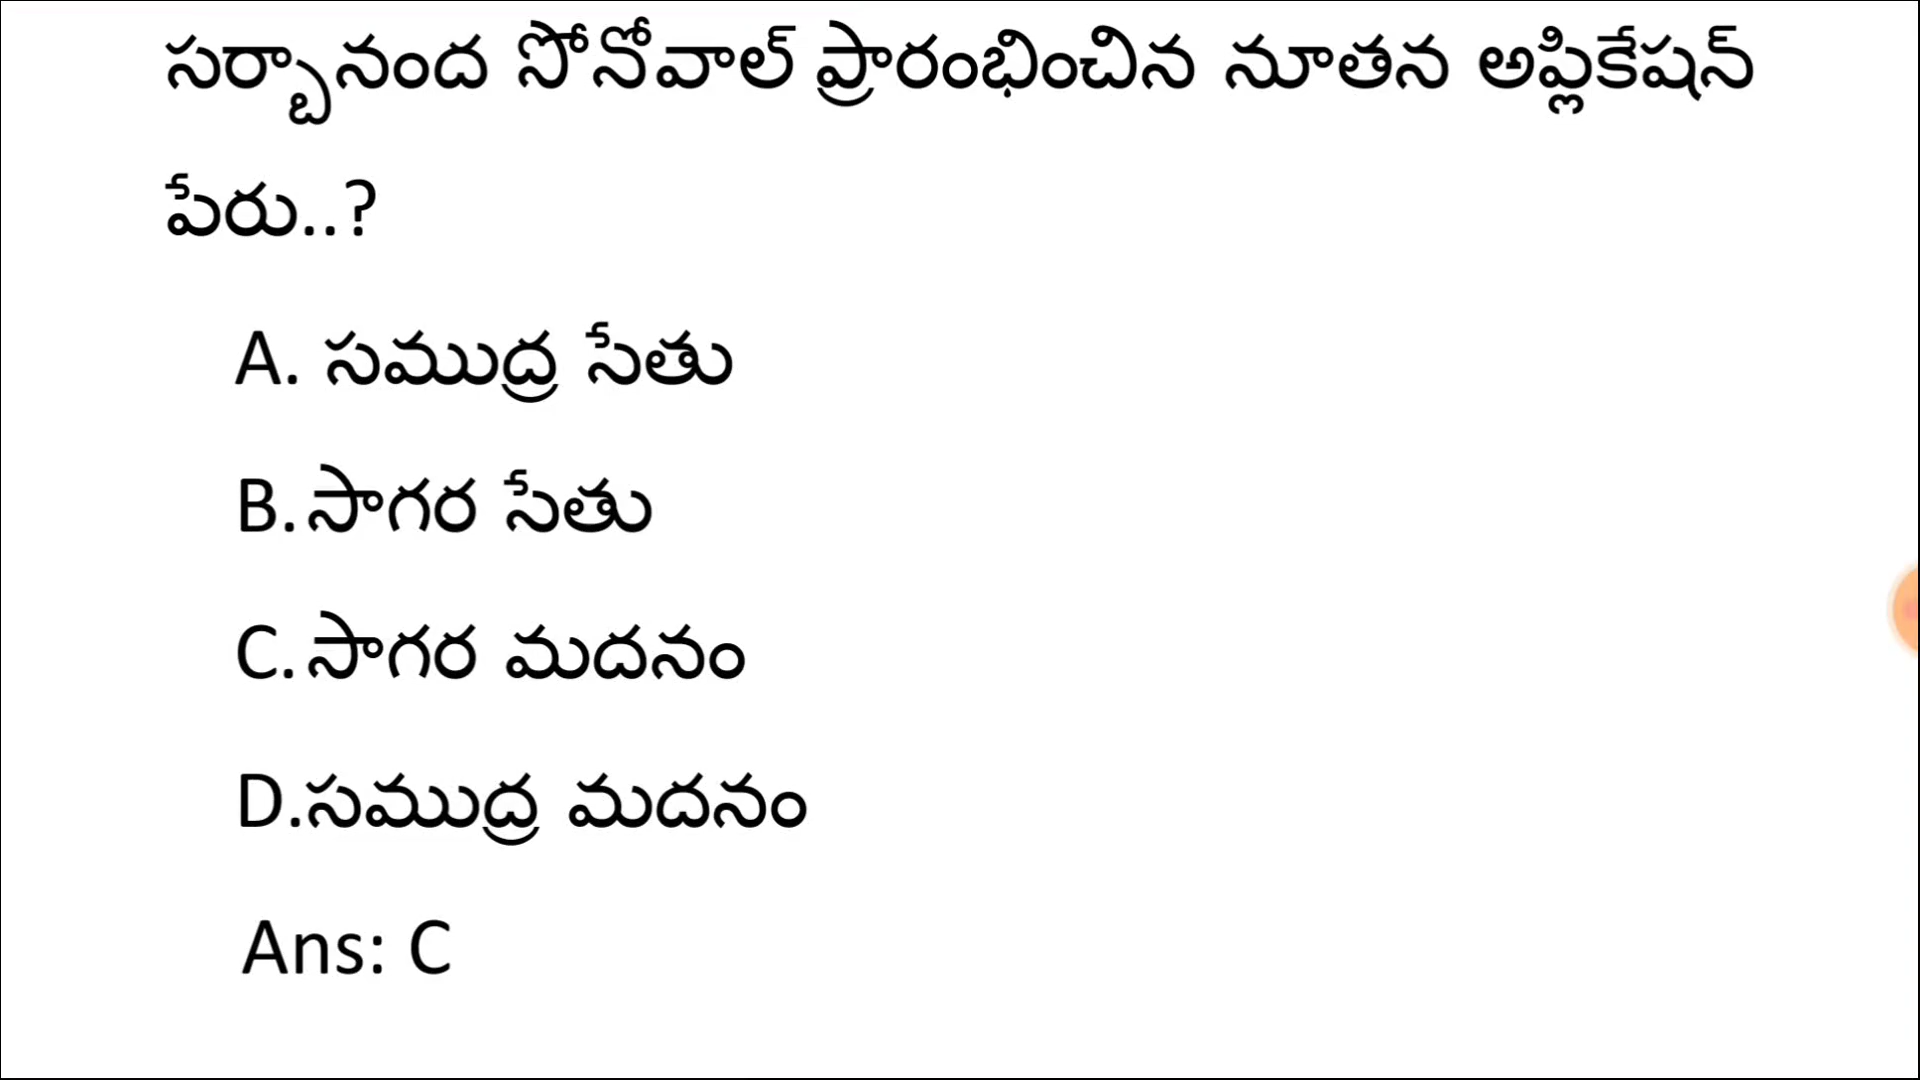 సర్బానంద సోనోవాల్ ప్రారంభించిన నూతన అప్లికేషన్
పేరు..?
A. సముద్ర సేతు
B.సాగర సేతు
C.సాగర మదనం
D.సముద్ర మదనం
Ans: C